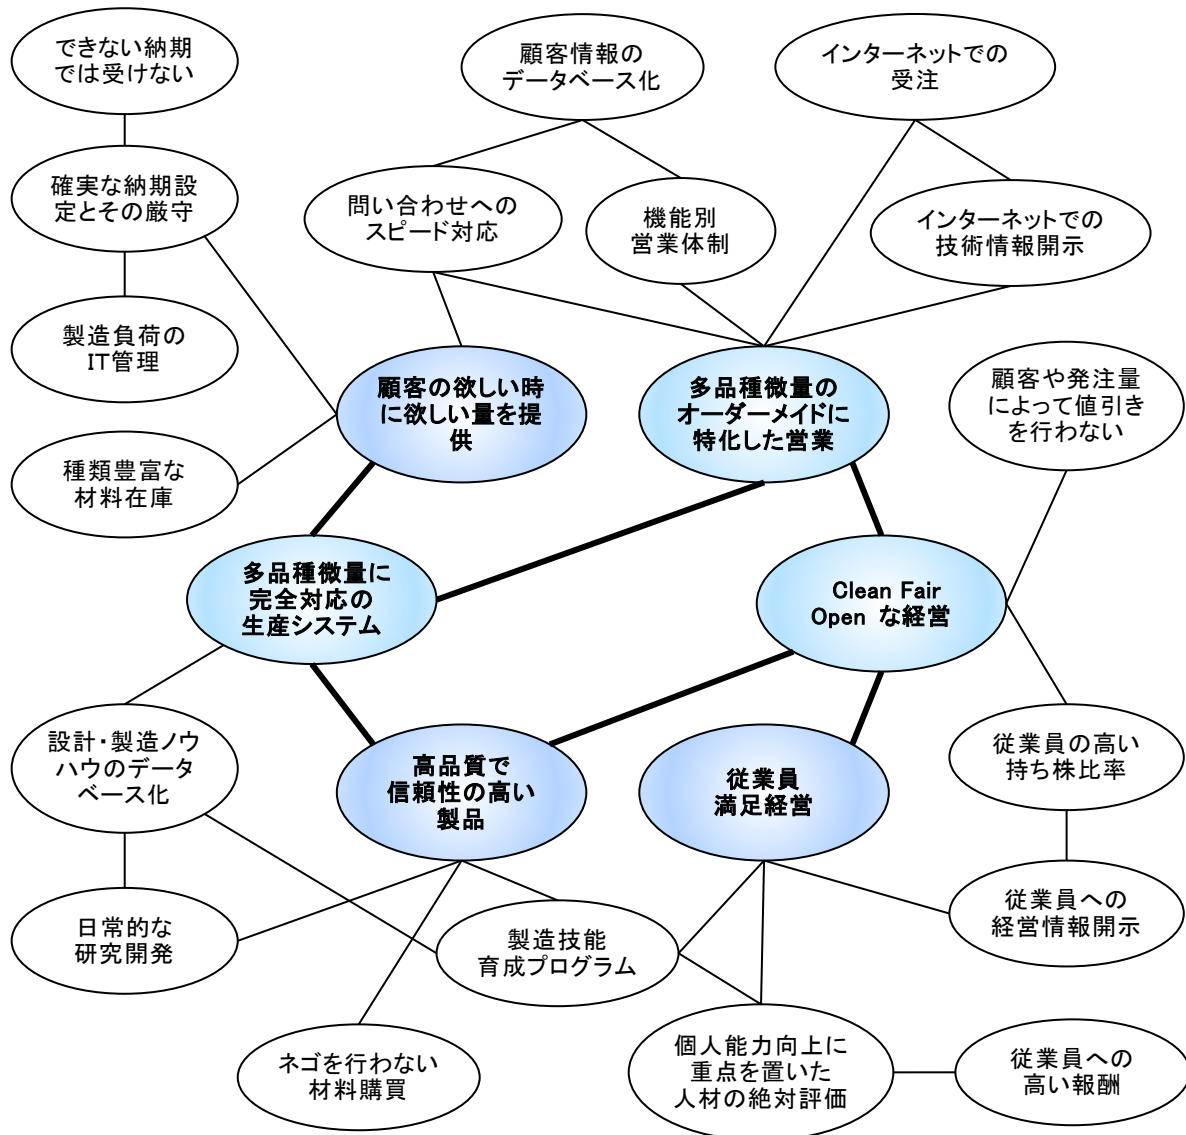 できない納期
では受けない
顧客情報の
データベース化
インターネットでの
受注
確実な納期設
定とその厳守
問い合わせへの
スピード対応
機能別
営業体制
インターネットでの
技術情報開示
製造負荷の
IT管理
顧客の欲しい時
に欲しい量を提
供
多品種微量の
オーダーメイドに
特化した営業
顧客や発注量
によって値引き
を行わない
種類豊富な
材料在庫
多品種微量に
完全対応の
生産システム
Clean Fair
Open な経営
設計・製造ノウ
ハウのデータ
ベース化
高品質で
信頼性の高い
製品
従業員
満足経営
従業員の高い
持ち株比率
日常的な
研究開発
製造技能
育成プログラム
従業員への
経営情報開示
ネゴを行わない
材料購買
個人能力向上に
重点を置いた
人材の絶対評価
従業員への
高い報酬